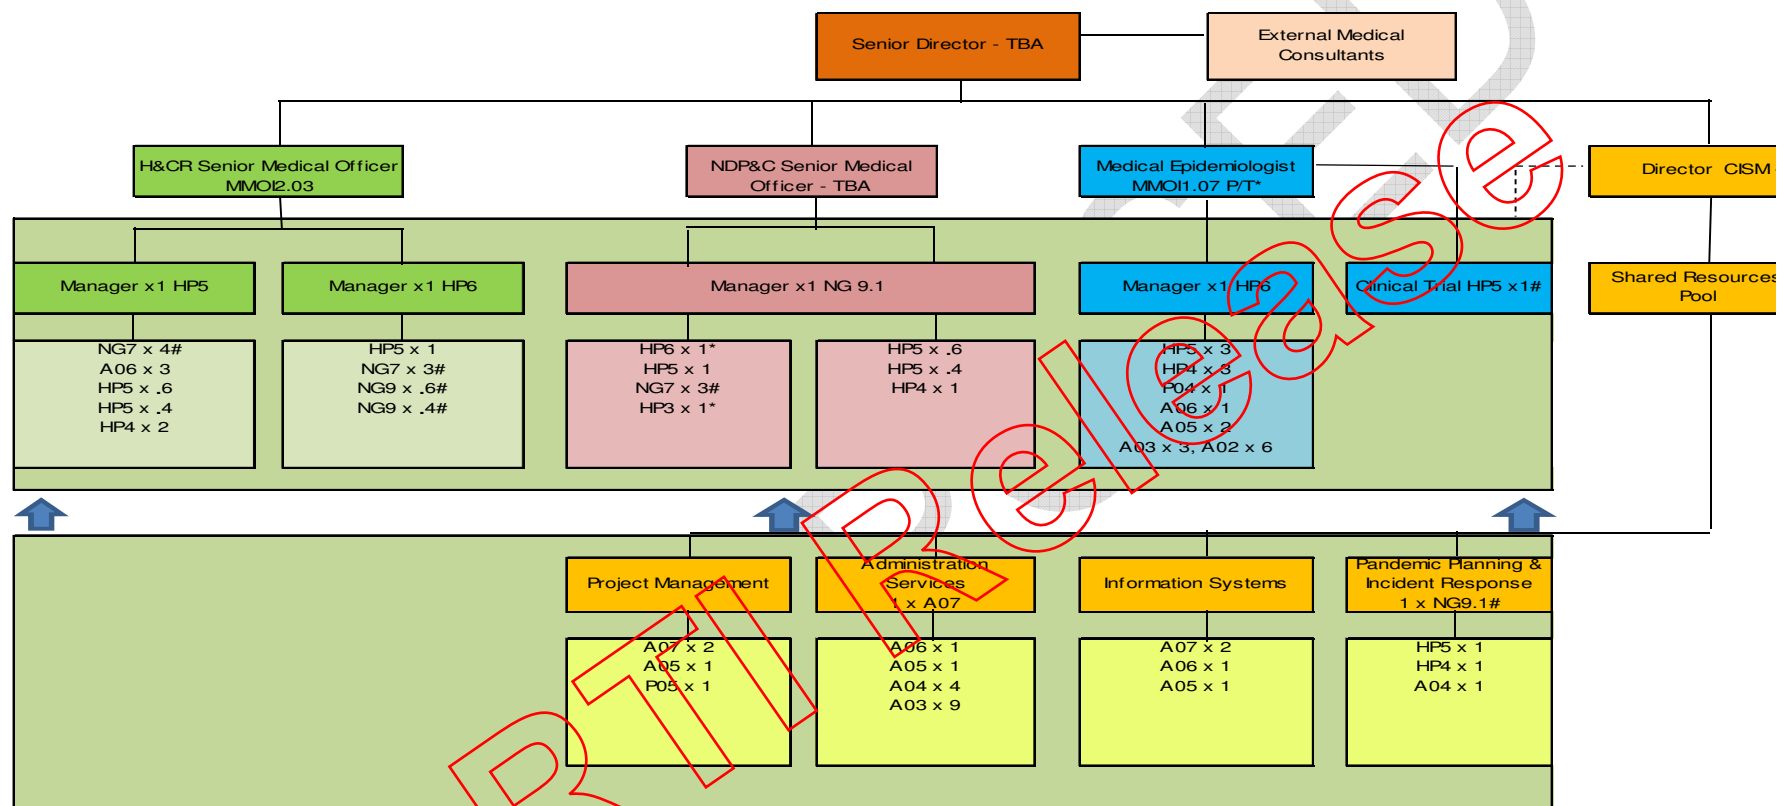 Senior Director - TBA
External Medical
Consultants
H&CR Senior Medical Officer
MMOI2.03
NDP&C Senior Medical
Officer - TBA
Medical Epidemiologist
MMOI1.07 P/T*
Director CISM -
Manager x1 HP5
Manager x1 HP6
Manager x1 NG 9.1
Manager x1 HP6
Clinical Trial HP5 x1#
Shared Resources
Pool
NG7 x 4#
A06 x 3
HP5 x .6
HP5 x .4
HP4 x 2
HP5 x 1
NG7 x 3#
NG9 x .6#
NG9 x .4#
HP6 x 1*
HP5 x 1
NG7 x 3#
HP3 x 1*
HP5 x .6
HP5 x .4
HP4 x 1
HP5 x 3
HP4 x 3
P04 x 1
A06 x 1
A05 x 2
A03 x 3, A02 x 6
Project Management
Administration
Services
1 x A07
Information Systems
Pandemic Planning &
Incident Response
1 x NG9.1#
A07 x 2
A05 x 1
P05 x 1
A06 x 1
A05 x 1
A04 x 4
A03 x 9
A07 x 2
A06 x 1
A05 x 1
HP5 x 1
HP4 x 1
A04 x 1
RTI Release